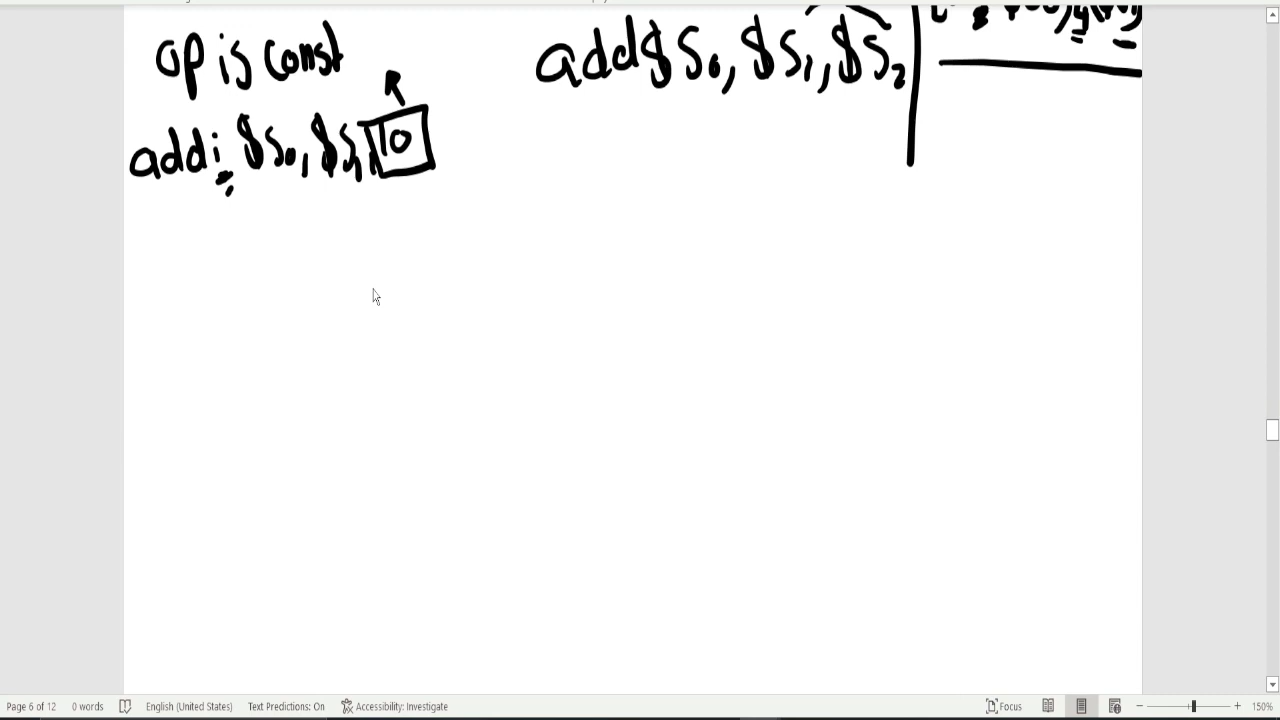 op is const
add $S0, $S1, $S2
addi $S0, $S1, 10
Page 6 of 12 0 words English (United States) Text Predictions: On Accessibility: Investigate Focus 150%